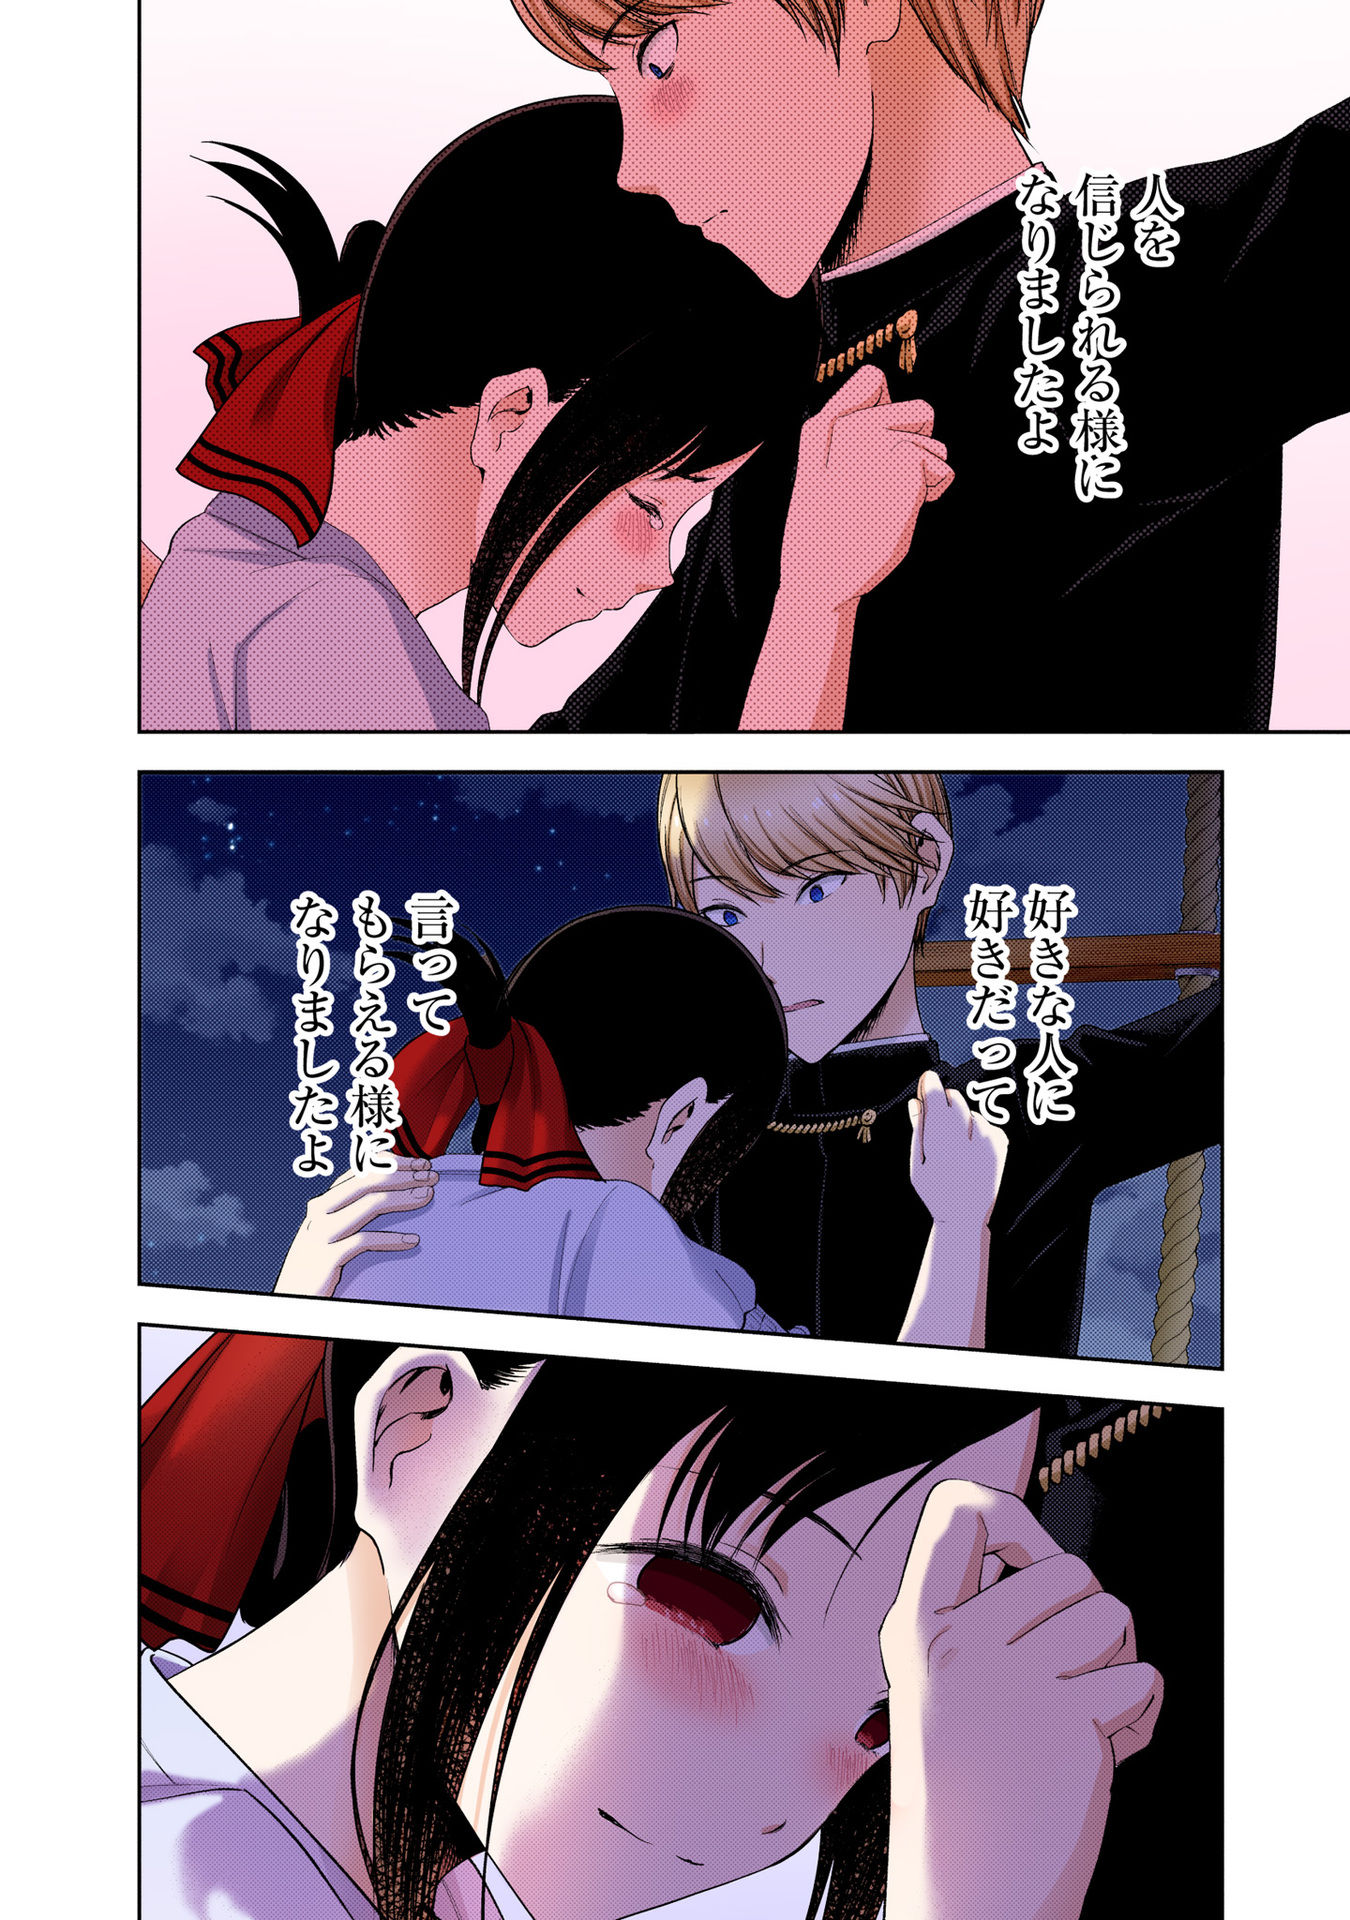 人を
信じられる様に
なりましたよ
好きな人に
好きだって
言って
もらえる様に
なりましたよ